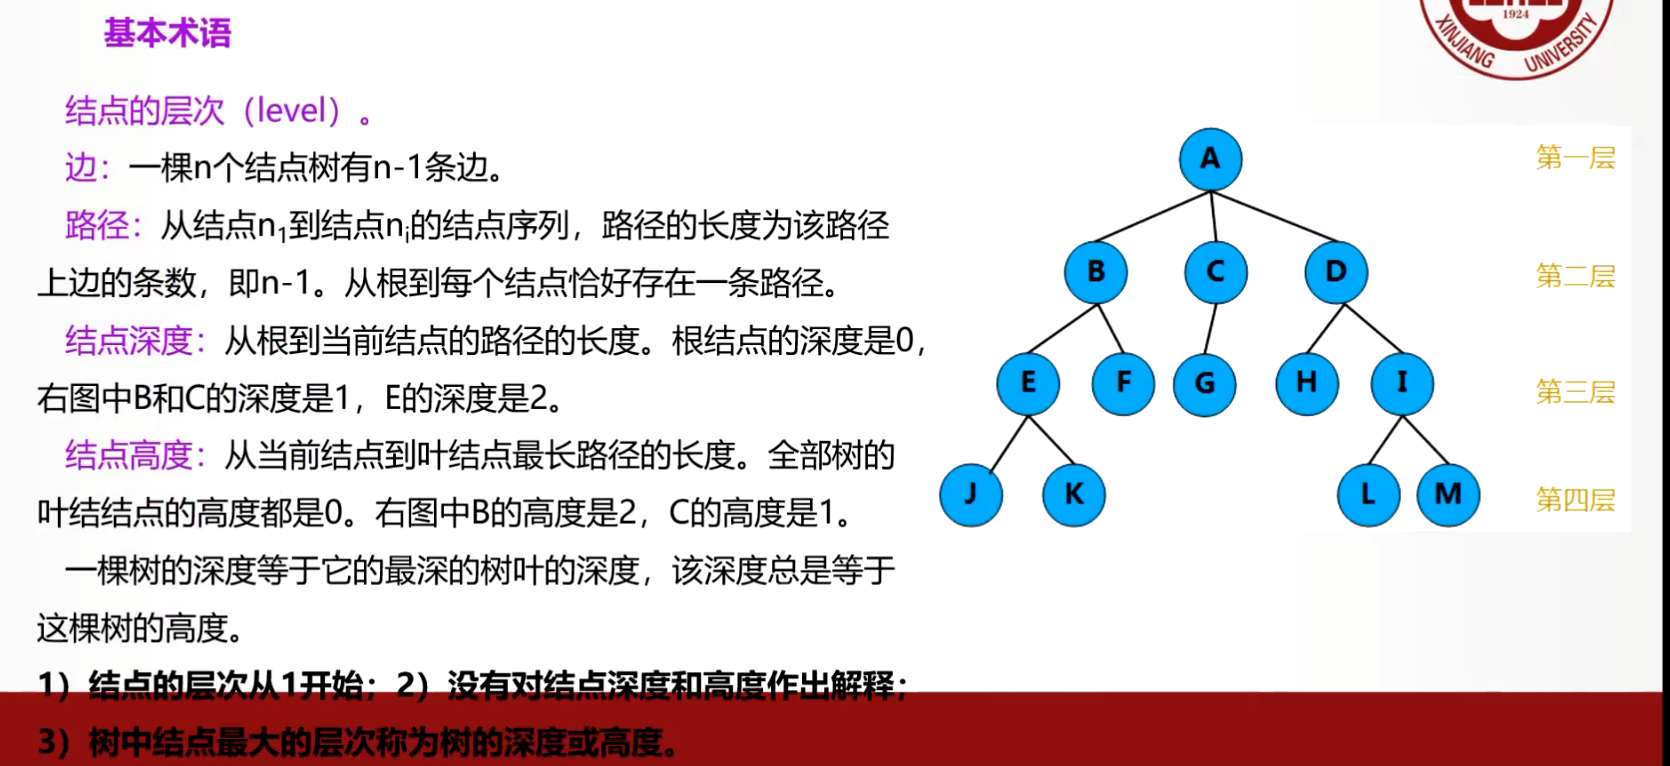 基本术语
1924
XINJIANG UNIVERSITY
结点的层次（level）。
边：一棵n个结点树有n-1条边。
路径：从结点n1到结点ni的结点序列，路径的长度为该路径
上边的条数，即n-1。从根到每个结点恰好存在一条路径。
结点深度：从根到当前结点的路径的长度。根结点的深度是0，
右图中B和C的深度是1，E的深度是2。
结点高度：从当前结点到叶结点最长路径的长度。全部树的
叶结结点的高度都是0。右图中B的高度是2，C的高度是1。
一棵树的深度等于它的最深的树叶的深度，该深度总是等于
这棵树的高度。
1）结点的层次从1开始；2）没有对结点深度和高度作出解释；
3）树中结点最大的层次称为树的深度或高度。
A 第一层
B C D 第二层
E F G H I 第三层
J K L M 第四层